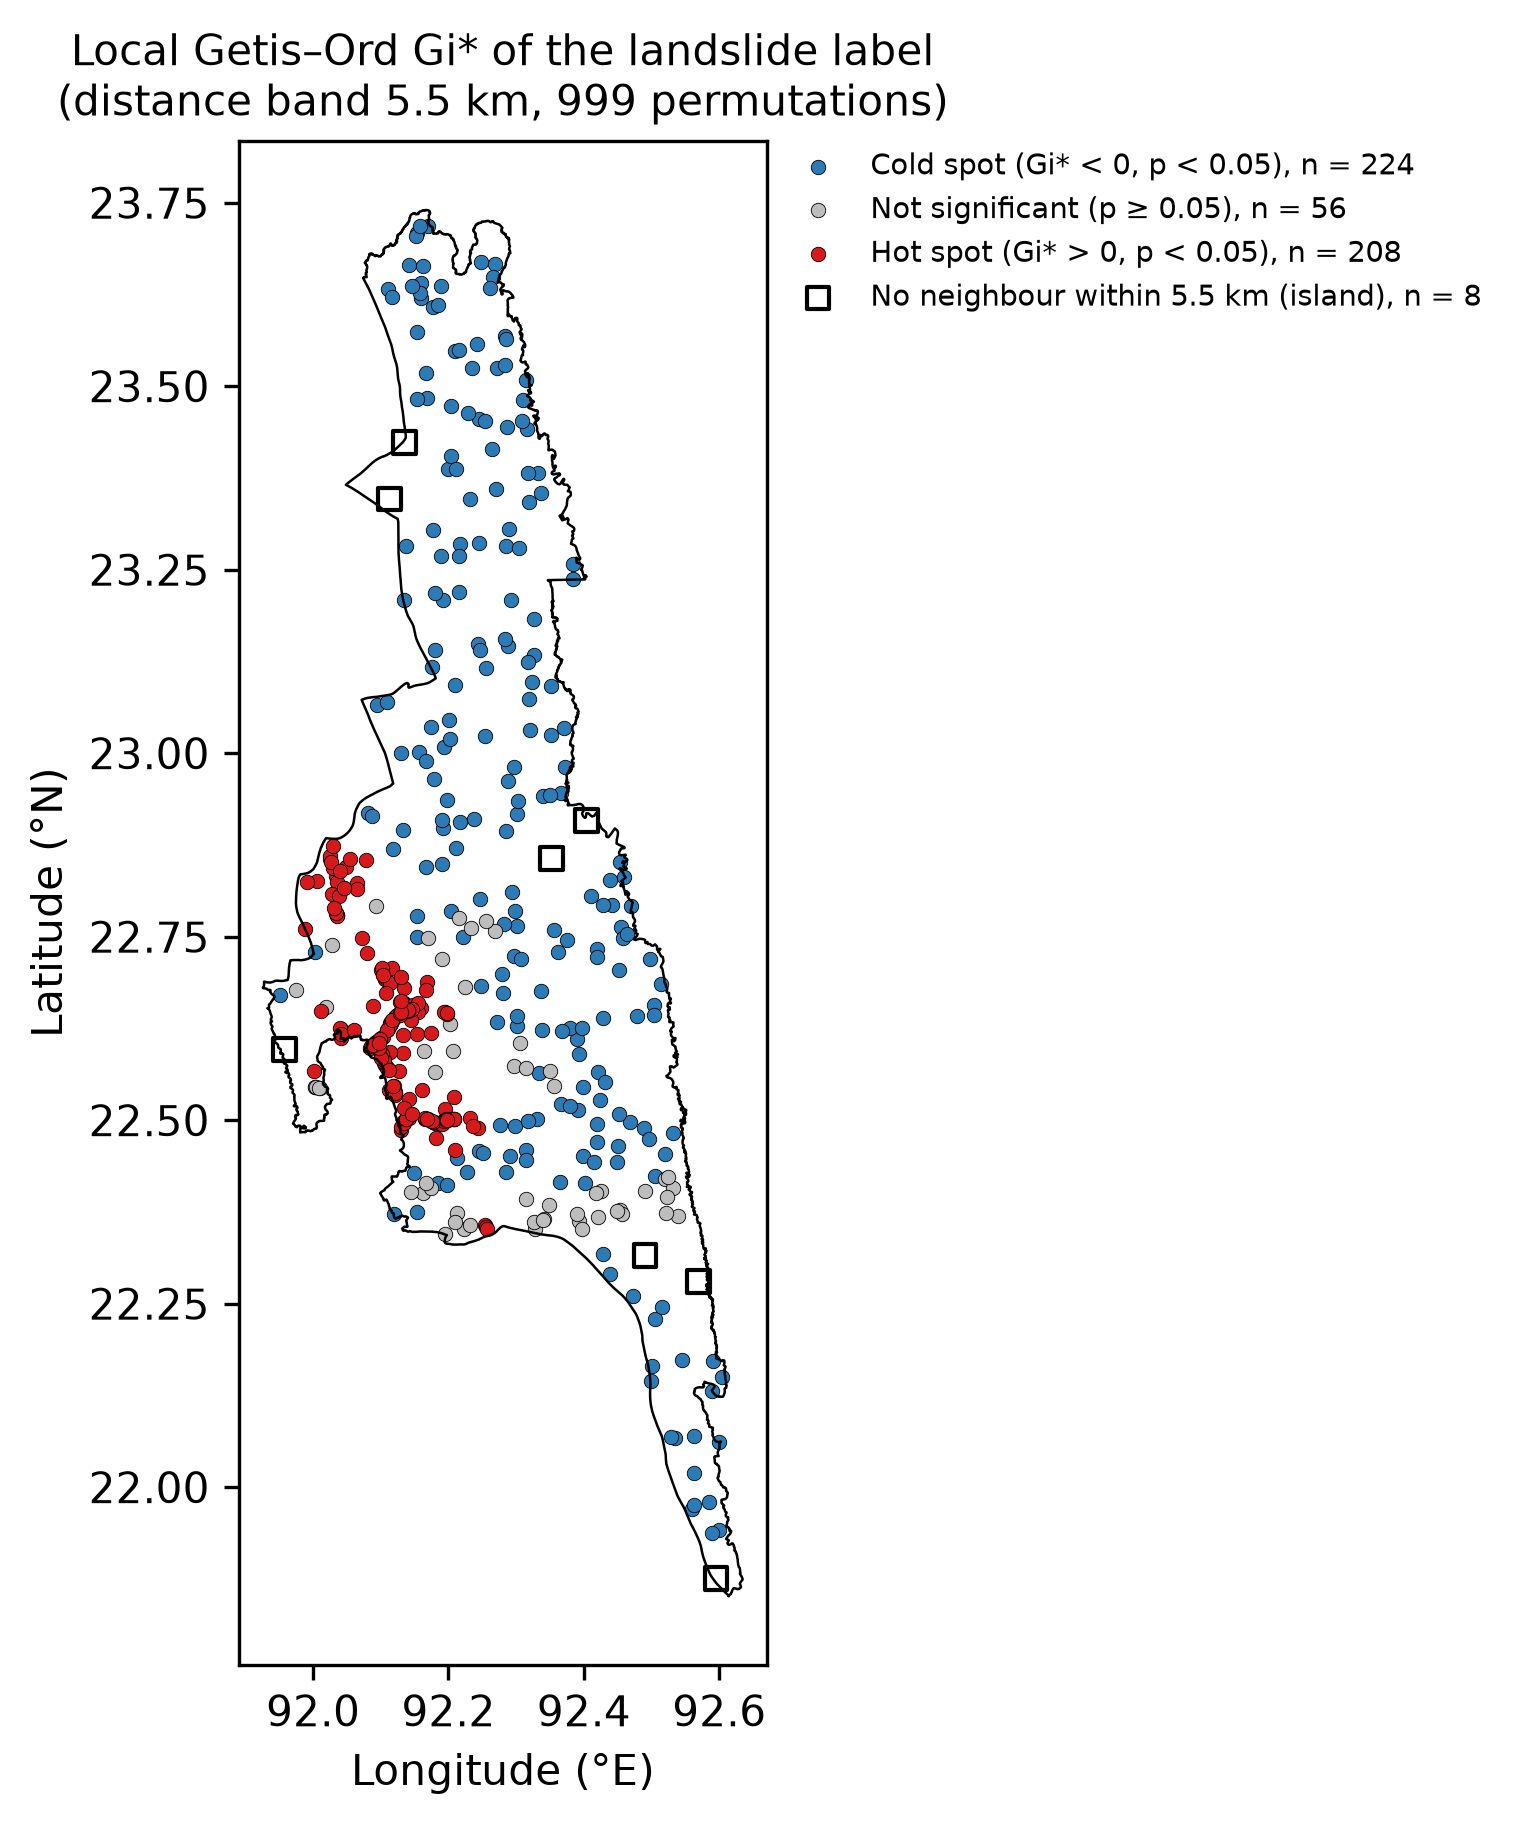 Local Getis–Ord Gi* of the landslide label
(distance band 5.5 km, 999 permutations)
Cold spot (Gi* < 0, p < 0.05), n = 224
Not significant (p ≥ 0.05), n = 56
Hot spot (Gi* > 0, p < 0.05), n = 208
No neighbour within 5.5 km (island), n = 8
23.75
23.50
23.25
23.00
22.75
22.50
22.25
22.00
Latitude (°N)
92.0 92.2 92.4 92.6
Longitude (°E)